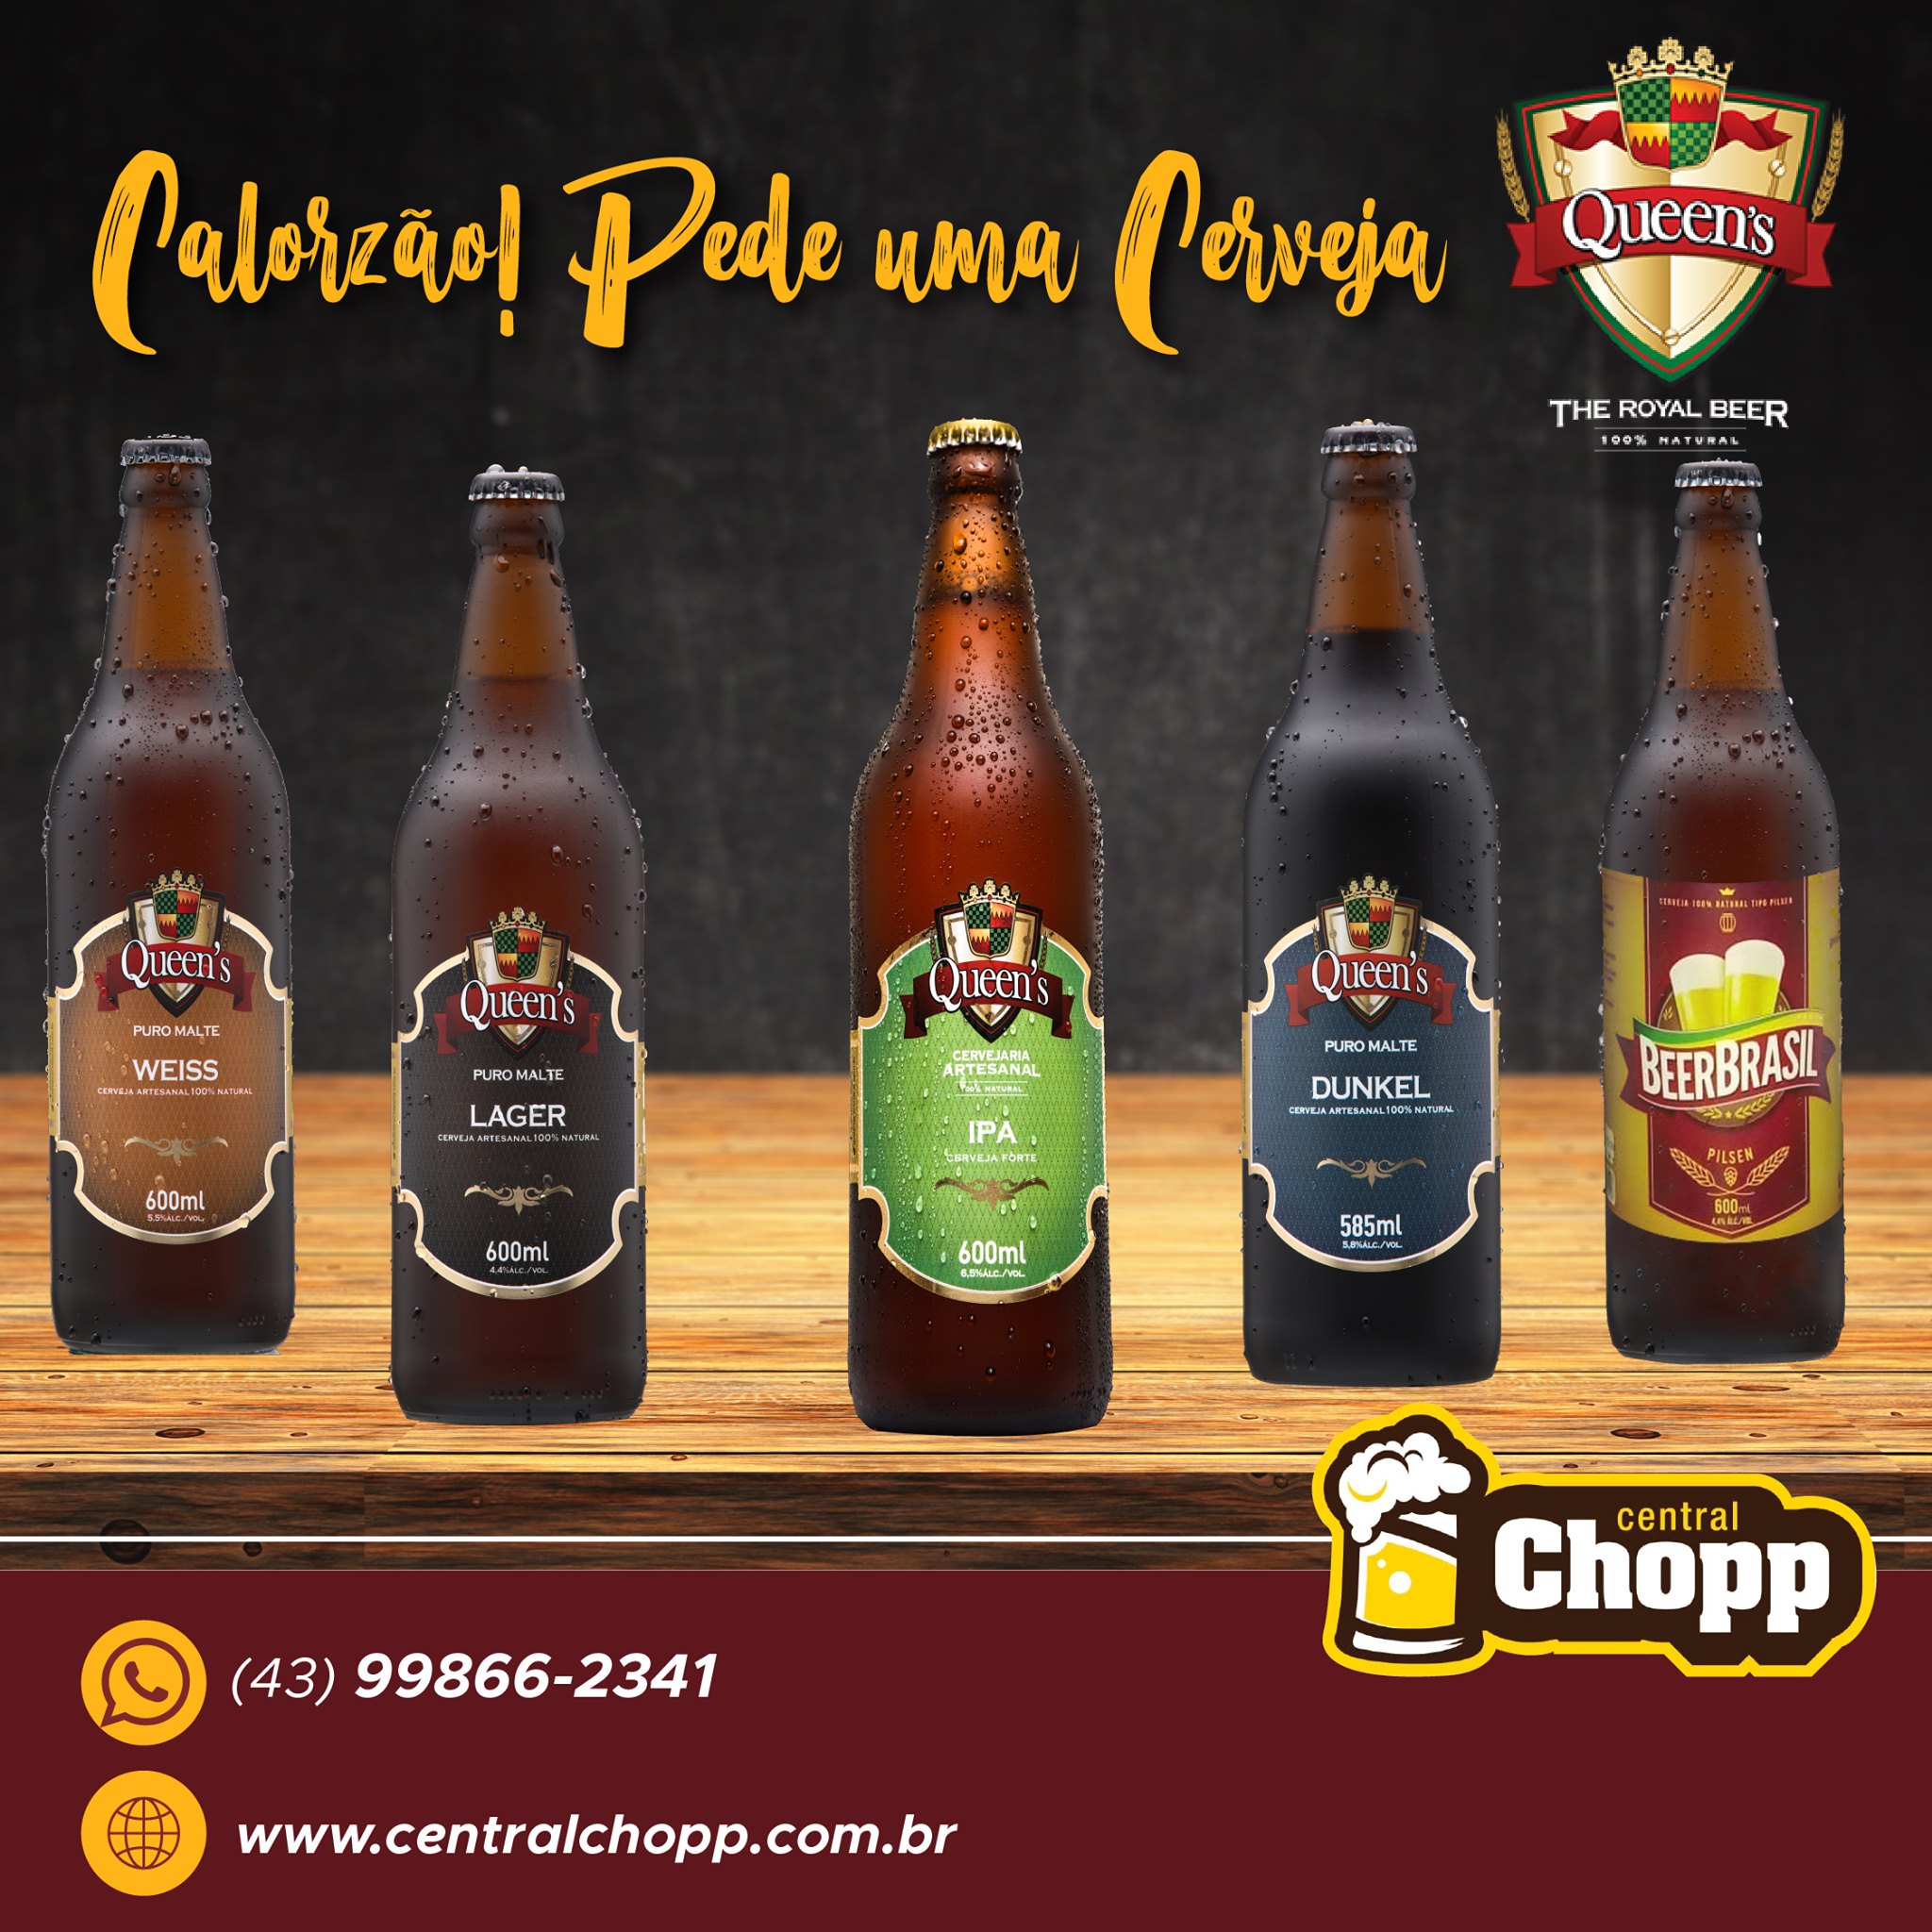 Calorzão! Pede uma Cerveja
Queen's
THE ROYAL BEER
100% NATURAL
Queen's
PURO MALTE
WEISS
CERVEJA ARTESANAL 100% NATURAL
600ml
5,5%ALC./VOL.
Queen's
PURO MALTE
LAGER
CERVEJA ARTESANAL 100% NATURAL
600ml
4,4%ALC./VOL.
Queen's
CERVEJARIA
ARTESANAL
100% NATURAL
IPA
CERVEJA FORTE
600ml
6,5%ALC./VOL.
Queen's
PURO MALTE
DUNKEL
CERVEJA ARTESANAL 100% NATURAL
585ml
5,8%ALC./VOL.
CERVEJA 100% NATURAL TIPO PILSEN
BEERBRASIL
PILSEN
600ml
4,4% ALC./VOL.
central
Chopp
(43) 99866-2341
www.centralchopp.com.br